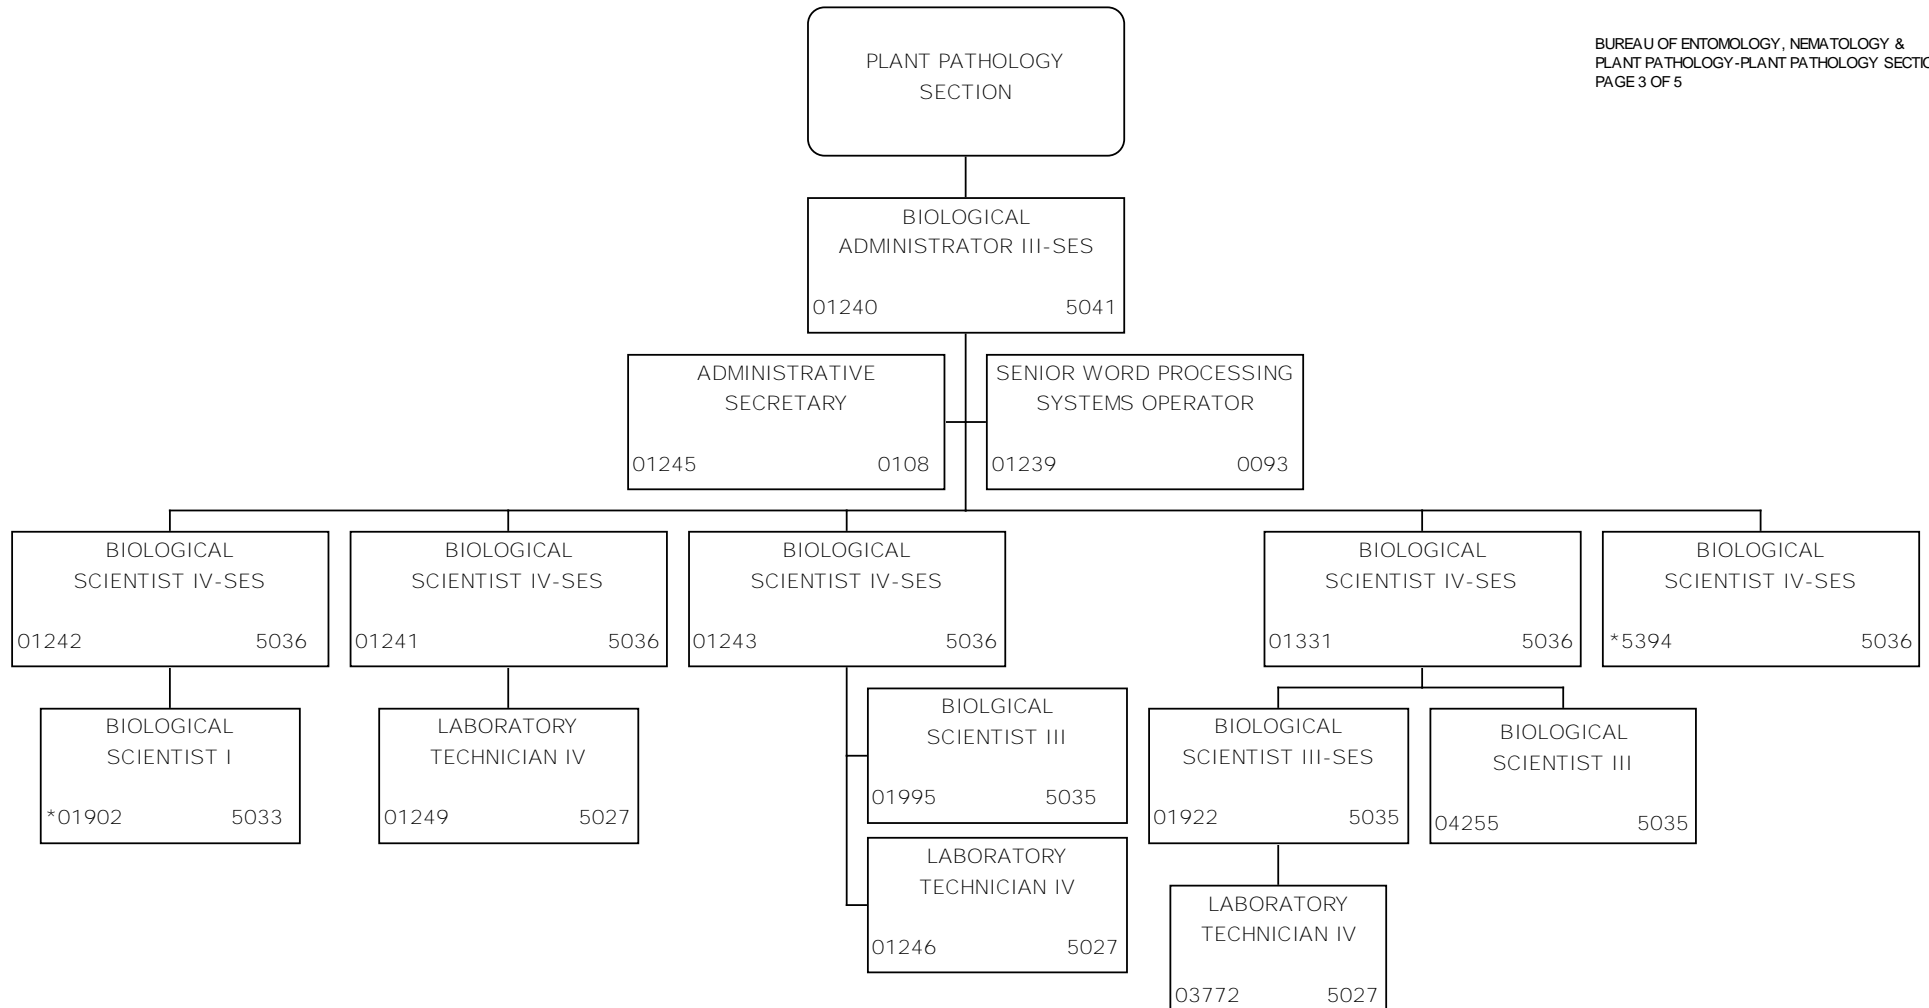 PLANT PATHOLOGY
SECTION
BUREAU OF ENTOMOLOGY, NEMATOLOGY &
PLANT PATHOLOGY-PLANT PATHOLOGY
PAGE 3 OF 5
BIOLOGICAL
ADMINISTRATOR III-SES
01240 5041
ADMINISTRATIVE
SECRETARY
01245 0108
SENIOR WORD PROCESSING
SYSTEMS OPERATOR
01239 0093
BIOLOGICAL
SCIENTIST IV-SES
01242 5036
BIOLOGICAL
SCIENTIST IV-SES
01241 5036
BIOLOGICAL
SCIENTIST IV-SES
01243 5036
BIOLOGICAL
SCIENTIST IV-SES
01331 5036
BIOLOGICAL
SCIENTIST IV-SES
*5394 5036
BIOLOGICAL
SCIENTIST I
*01902 5033
LABORATORY
TECHNICIAN IV
01249 5027
BIOLGICAL
SCIENTIST III
01995 5035
LABORATORY
TECHNICIAN IV
01246 5027
BIOLOGICAL
SCIENTIST III-SES
01922 5035
BIOLOGICAL
SCIENTIST III
04255 5035
LABORATORY
TECHNICIAN IV
03772 5027